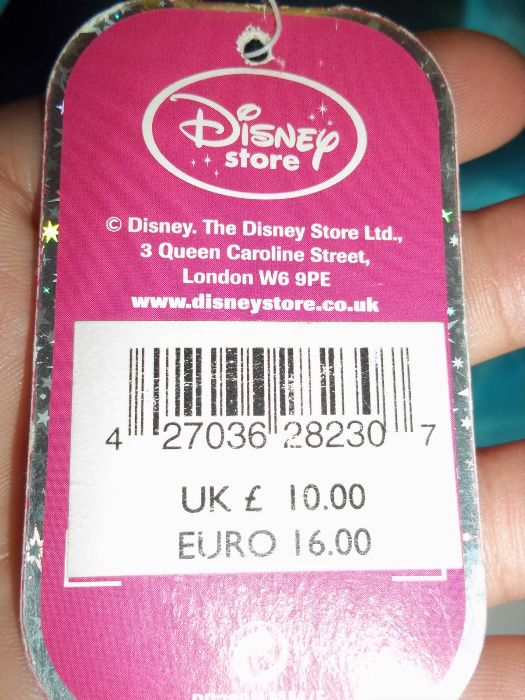 Disney
store
© Disney. The Disney Store Ltd.,
3 Queen Caroline Street,
London W6 9PE
www.disneystore.co.uk
4 27036 28230 7
UK £ 10.00
EURO 16.00